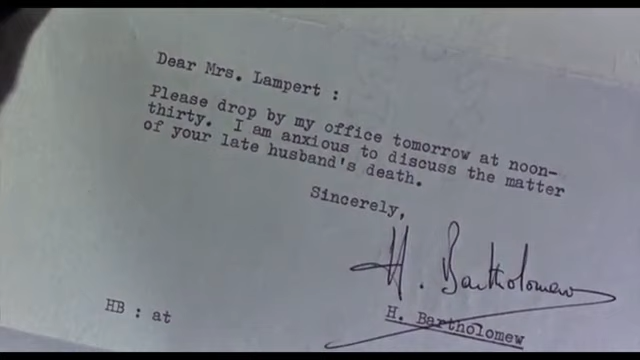 Dear Mrs. Lampert :
Please drop by my office tomorrow at noon-
thirty. I am anxious to discuss the matter
of your late husband's death.
Sincerely,
H. Bartholomew
H. Bartholomew
HB : at